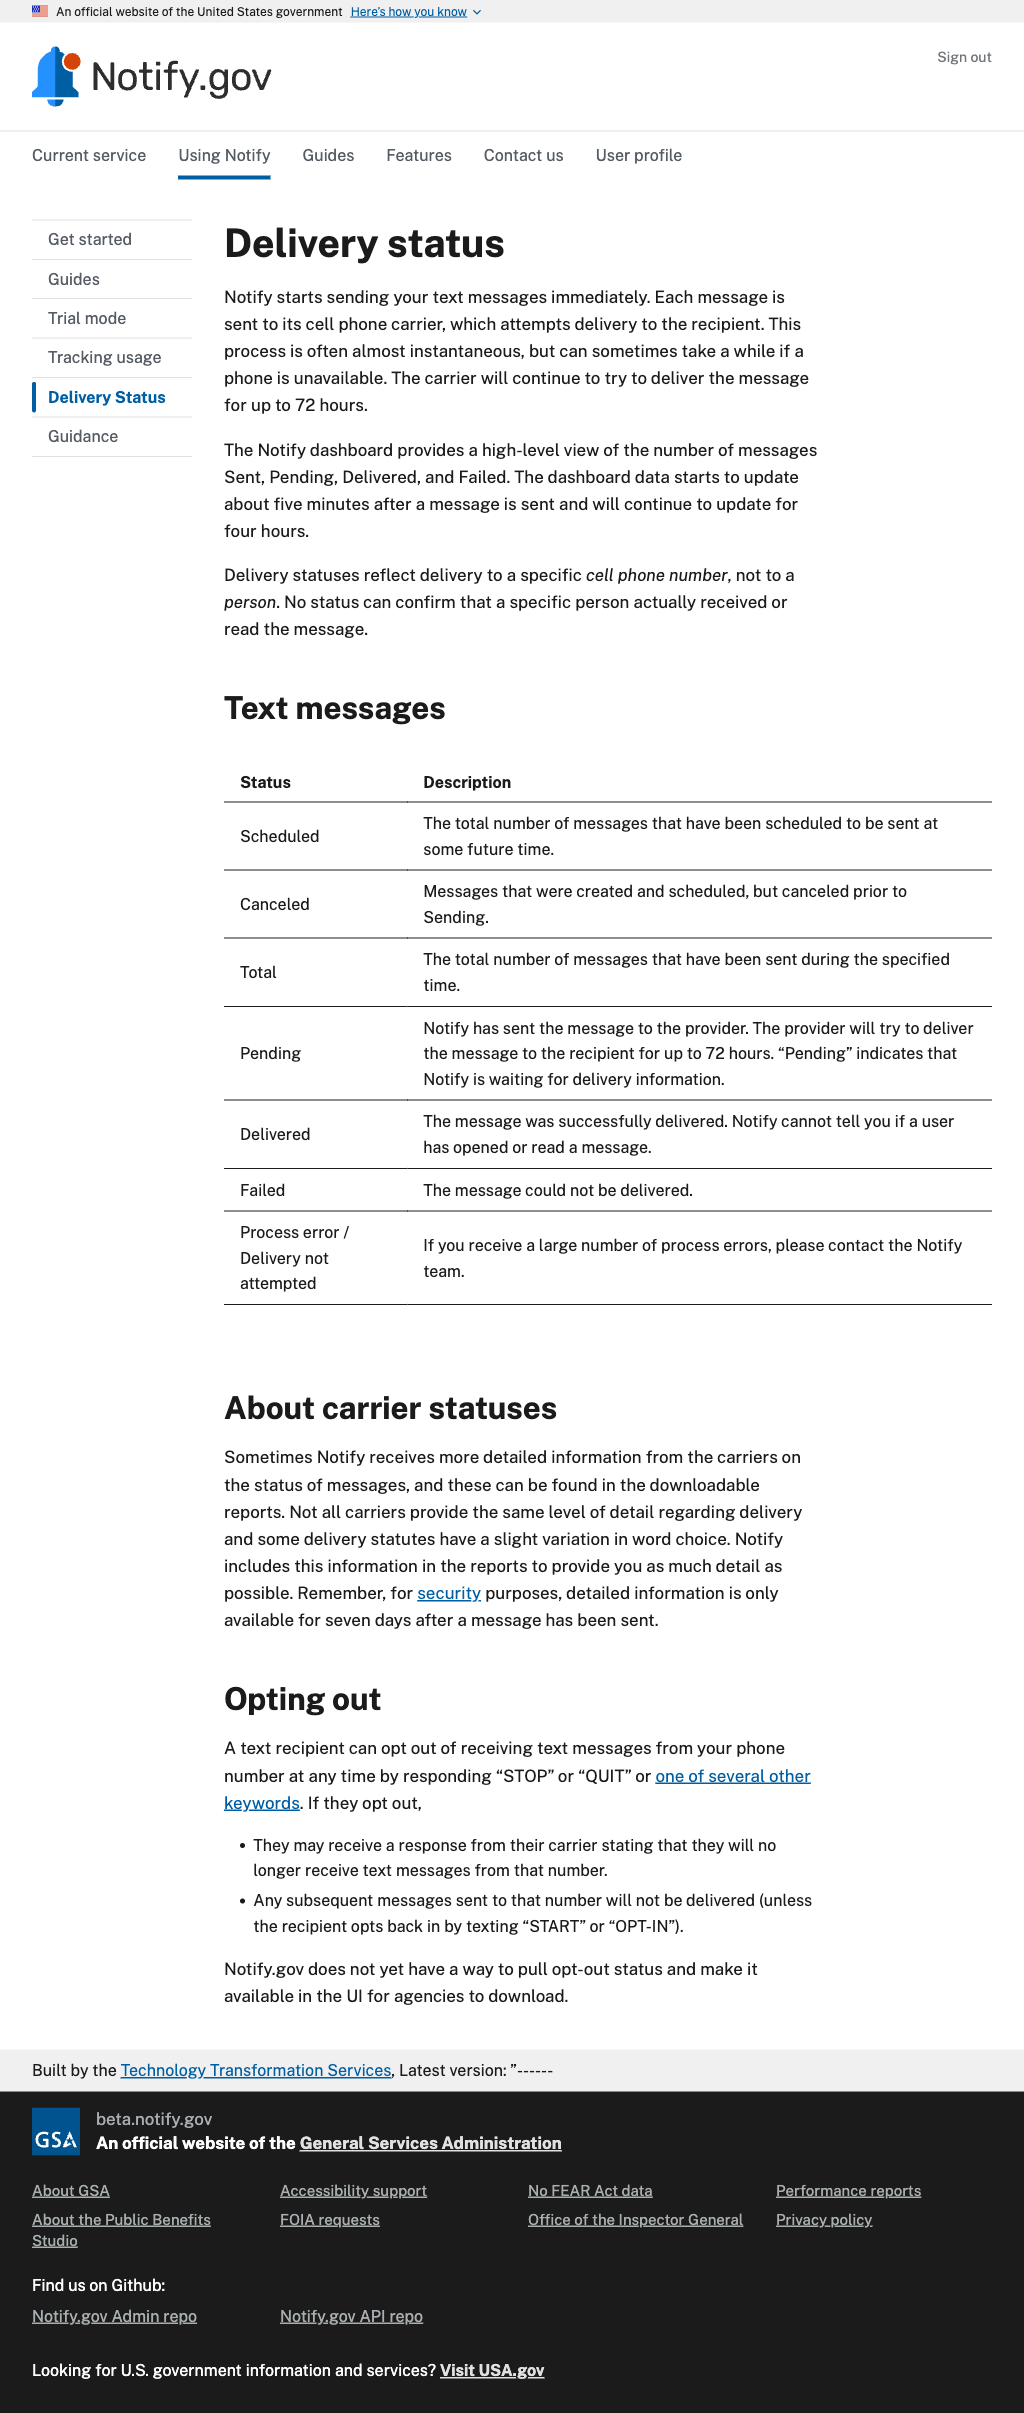 An official website of the United States government Here's how you know
Notify.gov
Sign out
Current service Using Notify Guides Features Contact us User profile
Get started
Guides
Trial mode
Tracking usage
Delivery Status
Guidance
Delivery status
Notify starts sending your text messages immediately. Each message is
sent to its cell phone carrier, which attempts delivery to the recipient. This
process is often almost instantaneous, but can sometimes take a while if a
phone is unavailable. The carrier will continue to try to deliver the message
for up to 72 hours.
The Notify dashboard provides a high-level view of the number of messages
Sent, Pending, Delivered, and Failed. The dashboard data starts to update
about five minutes after a message is sent and will continue to update for
four hours.
Delivery statuses reflect delivery to a specific cell phone number, not to a
person. No status can confirm that a specific person actually received or
read the message.
Text messages
Status Description
Scheduled
The total number of messages that have been scheduled to be sent at
some future time.
Canceled
Messages that were created and scheduled, but canceled prior to
Sending.
Total
The total number of messages that have been sent during the specified
time.
Pending
Notify has sent the message to the provider. The provider will try to deliver
the message to the recipient for up to 72 hours. “Pending” indicates that
Notify is waiting for delivery information.
Delivered
The message was successfully delivered. Notify cannot tell you if a user
has opened or read a message.
Failed The message could not be delivered.
Process error /
Delivery not
attempted
If you receive a large number of process errors, please contact the Notify
team.
About carrier statuses
Sometimes Notify receives more detailed information from the carriers on
the status of messages, and these can be found in the downloadable
reports. Not all carriers provide the same level of detail regarding delivery
and some delivery statutes have a slight variation in word choice. Notify
includes this information in the reports to provide you as much detail as
possible. Remember, for security purposes, detailed information is only
available for seven days after a message has been sent.
Opting out
A text recipient can opt out of receiving text messages from your phone
number at any time by responding “STOP” or “QUIT” or one of several other
keywords. If they opt out,
• They may receive a response from their carrier stating that they will no
longer receive text messages from that number.
• Any subsequent messages sent to that number will not be delivered (unless
the recipient opts back in by texting “START” or “OPT-IN”).
Notify.gov does not yet have a way to pull opt-out status and make it
available in the UI for agencies to download.
Built by the Technology Transformation Services, Latest version: ”------
GSA
beta.notify.gov
An official website of the General Services Administration
About GSA Accessibility support No FEAR Act data Performance reports
About the Public Benefits
Studio
FOIA requests Office of the Inspector General Privacy policy
Find us on Github:
Notify.gov Admin repo Notify.gov API repo
Looking for U.S. government information and services? Visit USA.gov